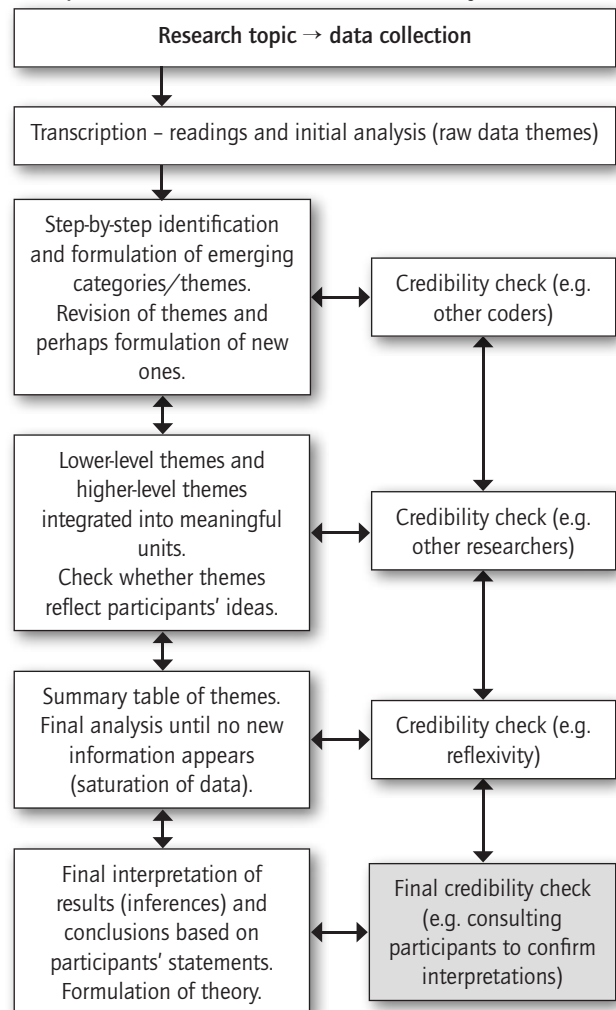 Research topic → data collection
Transcription – readings and initial analysis (raw data themes)
Step-by-step identification
and formulation of emerging
categories/themes.
Revision of themes and
perhaps formulation of new
ones.
Credibility check (e.g.
other coders)
Lower-level themes and
higher-level themes
integrated into meaningful
units.
Check whether themes
reflect participants' ideas.
Credibility check (e.g.
other researchers)
Summary table of themes.
Final analysis until no new
information appears
(saturation of data).
Credibility check (e.g.
reflexivity)
Final interpretation of
results (inferences) and
conclusions based on
participants' statements.
Formulation of theory.
Final credibility check
(e.g. consulting
participants to confirm
interpretations)